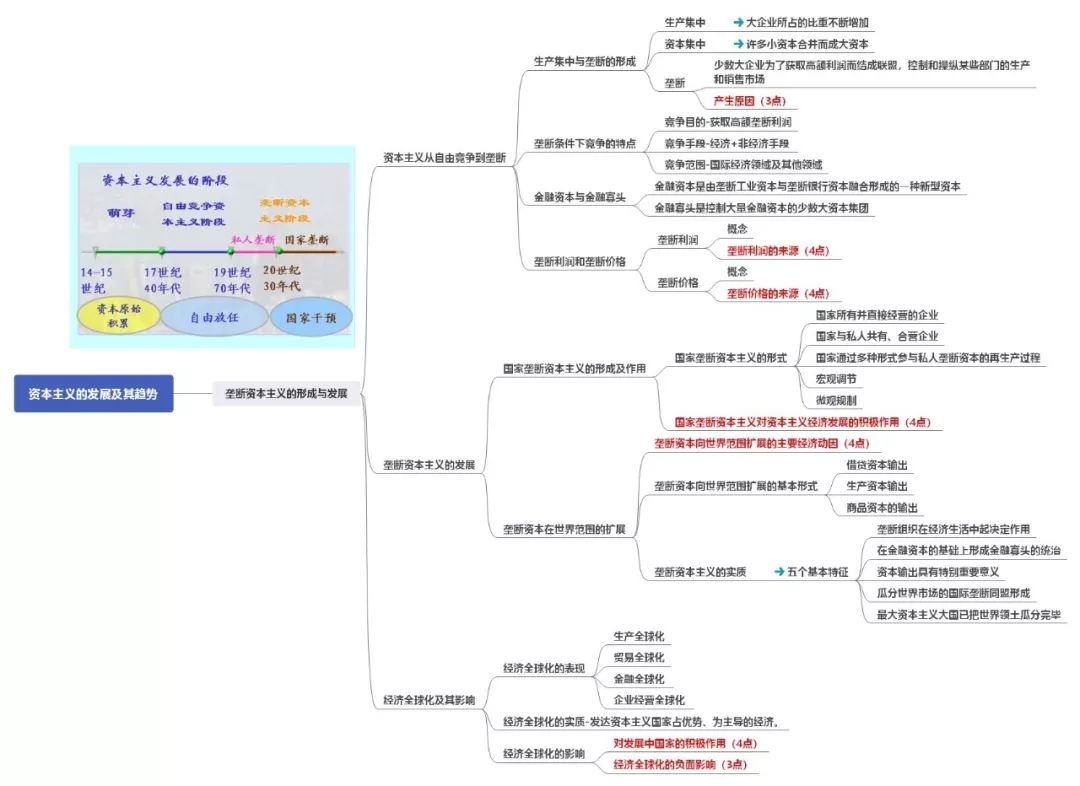 资本主义的发展及其趋势
资本主义发展的阶段
萌芽
自由竞争资
本主义阶段
垄断资本
主义阶段
私人垄断
国家垄断
14-15
世纪
17世纪
40年代
19世纪
70年代
20世纪
30年代
资本原始
积累
自由放任
国家干预
垄断资本主义的形成与发展
资本主义从自由竞争到垄断
生产集中与垄断的形成
生产集中
大企业所占的比重不断增加
资本集中
许多小资本合并而成大资本
垄断
少数大企业为了获取高额利润而结成联盟，控制和操纵某些部门的生产
和销售市场
产生原因（3点）
垄断条件下竞争的特点
竞争目的-获取高额垄断利润
竞争手段-经济+非经济手段
竞争范围-国际经济领域及其他领域
金融资本与金融寡头
金融资本是由垄断工业资本与垄断银行资本融合形成的一种新型资本
金融寡头是控制大量金融资本的少数大资本集团
垄断利润和垄断价格
垄断利润
概念
垄断利润的来源（4点）
垄断价格
概念
垄断价格的来源（4点）
垄断资本主义的发展
国家垄断资本主义的形成及作用
国家垄断资本主义的形式
国家所有并直接经营的企业
国家与私人共有、合营企业
国家通过多种形式参与私人垄断资本的再生产过程
宏观调节
微观规制
国家垄断资本主义对资本主义经济发展的积极作用（4点）
垄断资本在世界范围的扩展
垄断资本向世界范围扩展的主要经济动因（4点）
垄断资本向世界范围扩展的基本形式
借贷资本输出
生产资本输出
商品资本的输出
垄断资本主义的实质
五个基本特征
垄断组织在经济生活中起决定作用
在金融资本的基础上形成金融寡头的统治
资本输出具有特别重要意义
瓜分世界市场的国际垄断同盟形成
最大资本主义大国已把世界领土瓜分完毕
经济全球化及其影响
经济全球化的表现
生产全球化
贸易全球化
金融全球化
企业经营全球化
经济全球化的实质-发达资本主义国家占优势、为主导的经济。
经济全球化的影响
对发展中国家的积极作用（4点）
经济全球化的负面影响（3点）